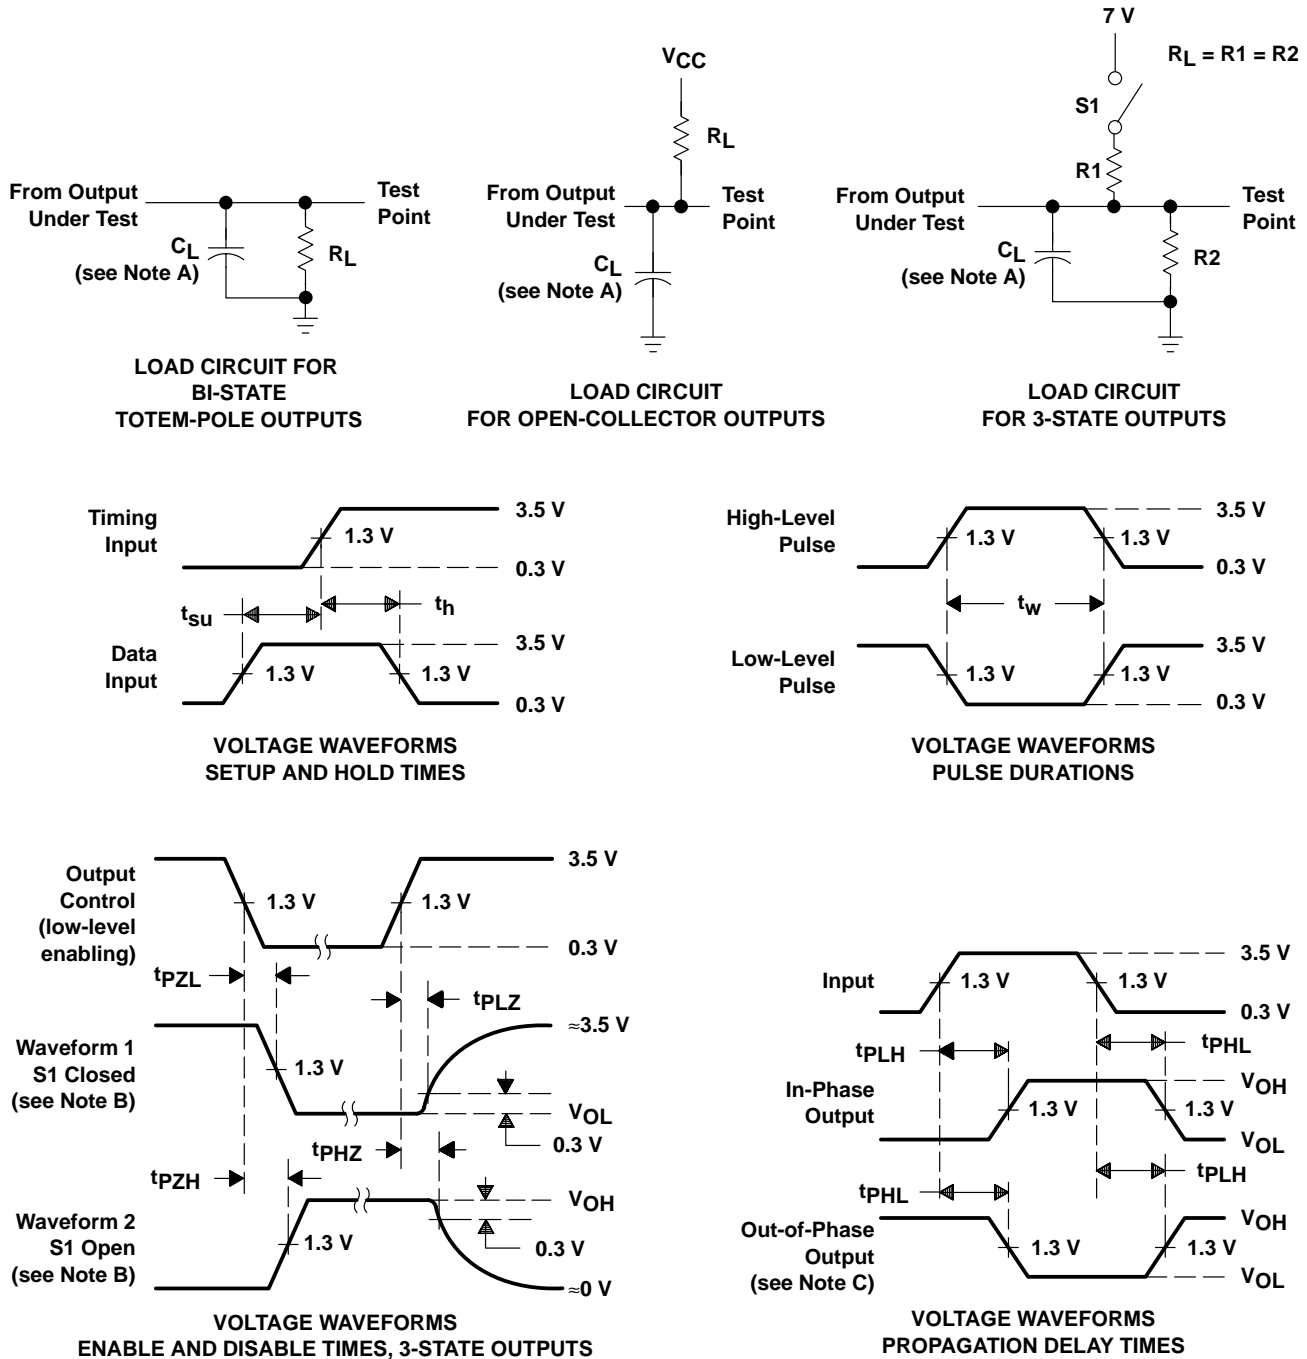 7 V
RL = R1 = R2
VCC
S1
RL
R1
From Output
Under Test
Test
Point
CL
(see Note A)
RL
From Output
Under Test
Test
Point
CL
(see Note A)
From Output
Under Test
Test
Point
CL
(see Note A)
R2
LOAD CIRCUIT FOR
BI-STATE
TOTEM-POLE OUTPUTS
LOAD CIRCUIT
FOR OPEN-COLLECTOR OUTPUTS
LOAD CIRCUIT
FOR 3-STATE OUTPUTS
Timing
Input
3.5 V
1.3 V
0.3 V
tsu
th
Data
Input
3.5 V
1.3 V
1.3 V
0.3 V
VOLTAGE WAVEFORMS
SETUP AND HOLD TIMES
High-Level
Pulse
3.5 V
1.3 V
1.3 V
0.3 V
tw
Low-Level
Pulse
3.5 V
1.3 V
1.3 V
0.3 V
VOLTAGE WAVEFORMS
PULSE DURATIONS
Output
Control
(low-level
enabling)
3.5 V
1.3 V
1.3 V
0.3 V
tPZL
tPLZ
Waveform 1
S1 Closed
(see Note B)
≈3.5 V
1.3 V
VOL
0.3 V
tPHZ
tPZH
Waveform 2
S1 Open
(see Note B)
VOH
1.3 V
0.3 V
≈0 V
VOLTAGE WAVEFORMS
ENABLE AND DISABLE TIMES, 3-STATE OUTPUTS
Input
3.5 V
1.3 V
1.3 V
0.3 V
tPLH
tPHL
In-Phase
Output
VOH
1.3 V
1.3 V
VOL
tPHL
tPLH
Out-of-Phase
Output
(see Note C)
VOH
1.3 V
1.3 V
VOL
VOLTAGE WAVEFORMS
PROPAGATION DELAY TIMES